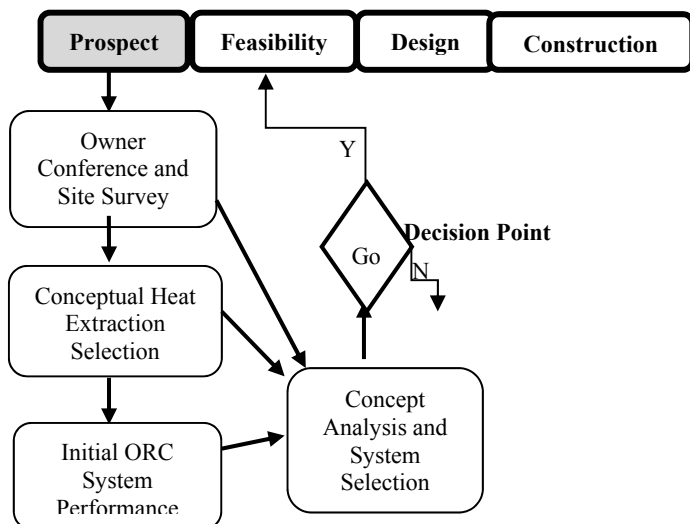 Prospect
Feasibility
Design
Construction
Owner
Conference and
Site Survey
Y
Decision Point
Go
N
Conceptual Heat
Extraction
Selection
Concept
Analysis and
System
Selection
Initial ORC
System
Performance